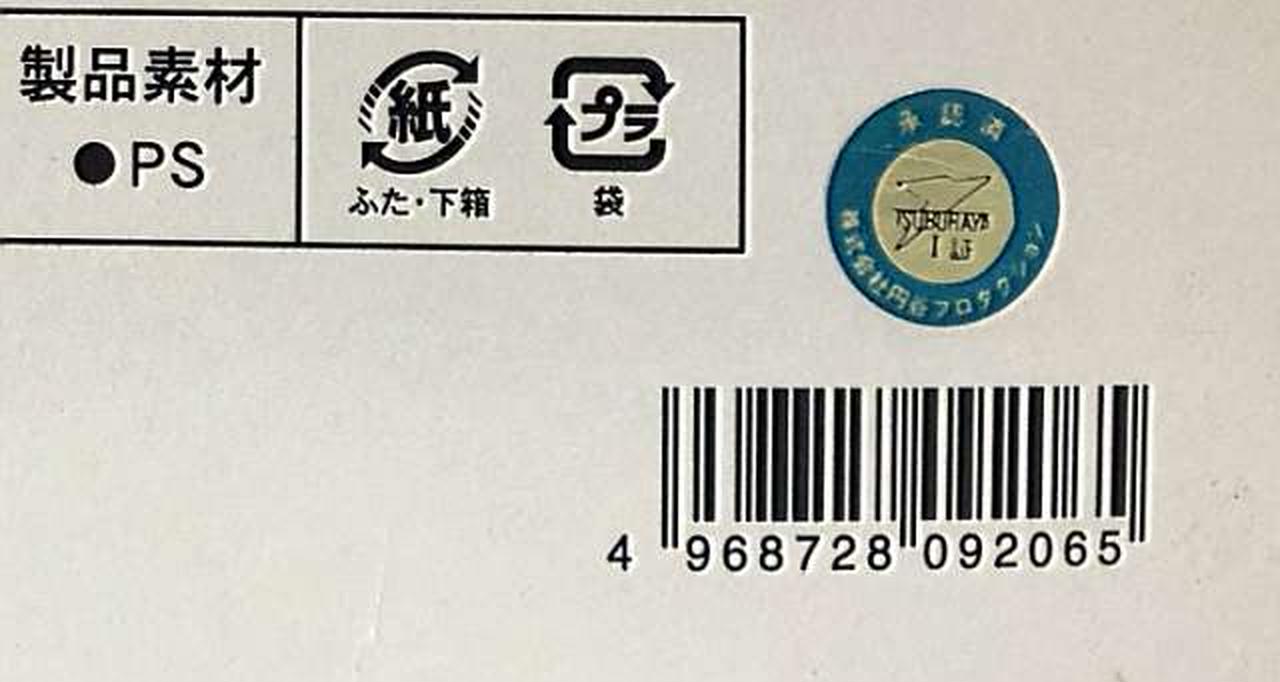 製品素材
●PS
紙
ふた・下箱
プラ
袋
承認済
TSUBURAYA
I 証
株式会社円谷プロダクション
4 968728 092065